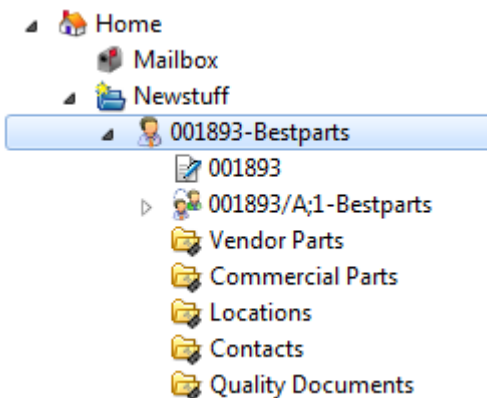 Home
Mailbox
Newstuff
001893-Bestparts
001893
001893/A;1-Bestparts
Vendor Parts
Commercial Parts
Locations
Contacts
Quality Documents